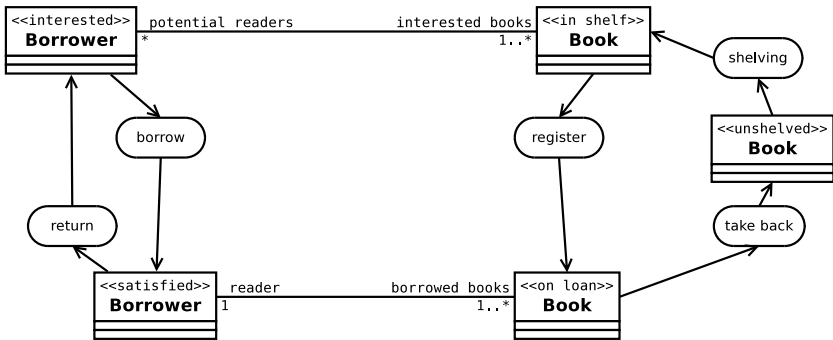 <<interested>>
Borrower
potential readers
*
interested books
1..*
<<in shelf>>
Book
shelving
borrow
register
<<unshelved>>
Book
return
take back
<<satisfied>>
Borrower
reader
1
borrowed books
1..*
<<on loan>>
Book